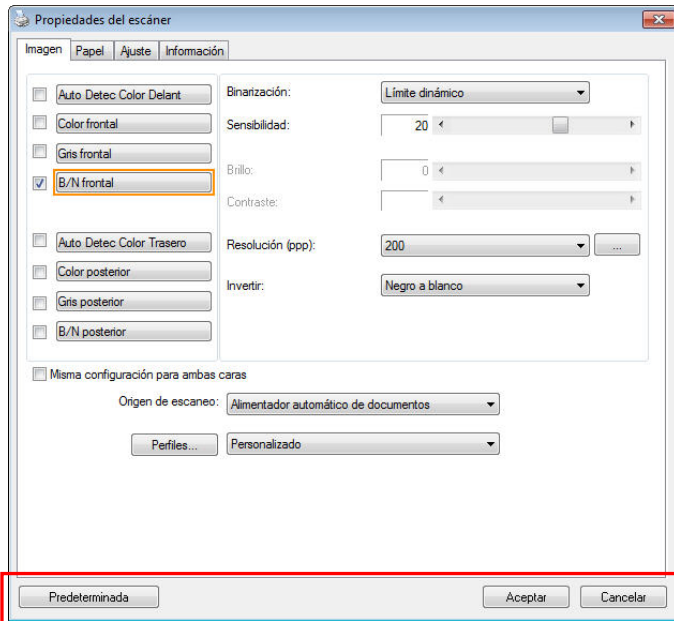 Propiedades del escáner
Imagen Papel Ajuste Información
Auto Detec Color Delant
Color frontal
Gris frontal
B/N frontal
Auto Detec Color Trasero
Color posterior
Gris posterior
B/N posterior
Binarización: Límite dinámico
Sensibilidad: 20
Brillo: 0
Contraste:
Resolución (ppp): 200 ...
Invertir: Negro a blanco
Misma configuración para ambas caras
Origen de escaneo: Alimentador automático de documentos
Perfiles... Personalizado
Predeterminada Aceptar Cancelar